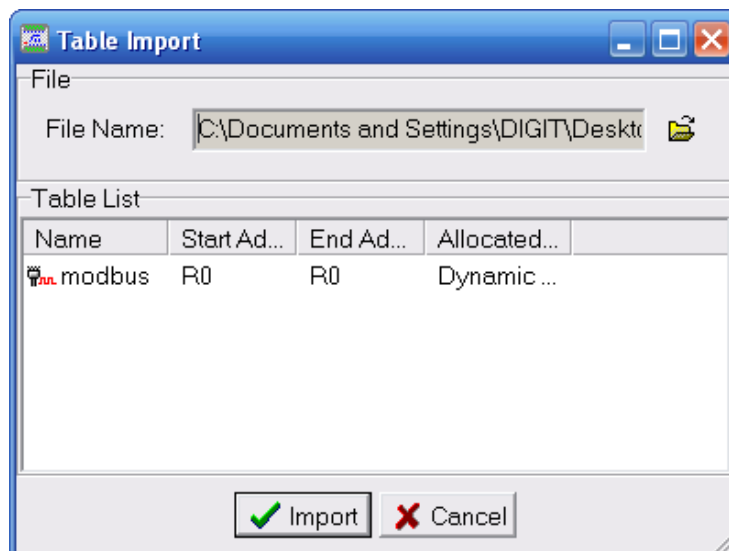 Table Import
File
File Name: C:\Documents and Settings\DIGIT\Deskto
Table List
Name Start Ad... End Ad... Allocated...
modbus R0 R0 Dynamic ...
Import Cancel